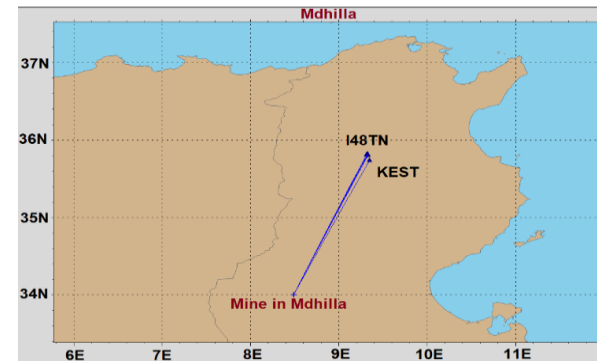 Mdhilla
37N
36N
I48TN
KEST
35N
34N
Mine in Mdhilla
6E 7E 8E 9E 10E 11E